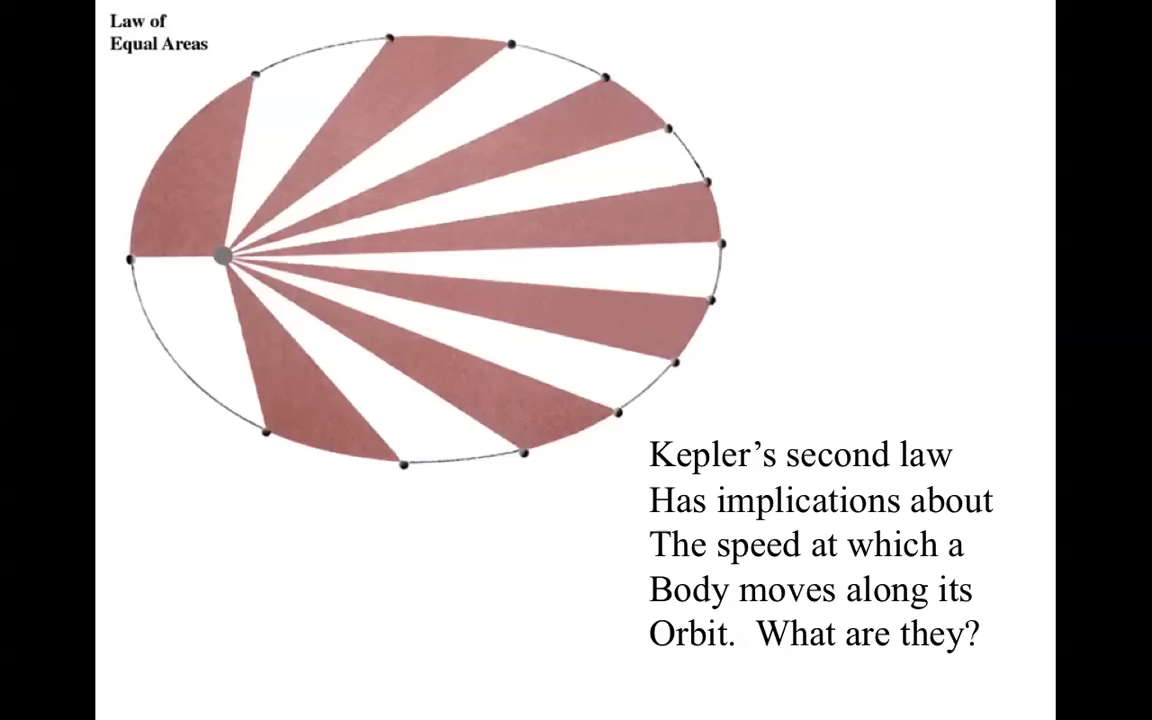 Law of
Equal Areas
Kepler’s second law
Has implications about
The speed at which a
Body moves along its
Orbit.  What are they?